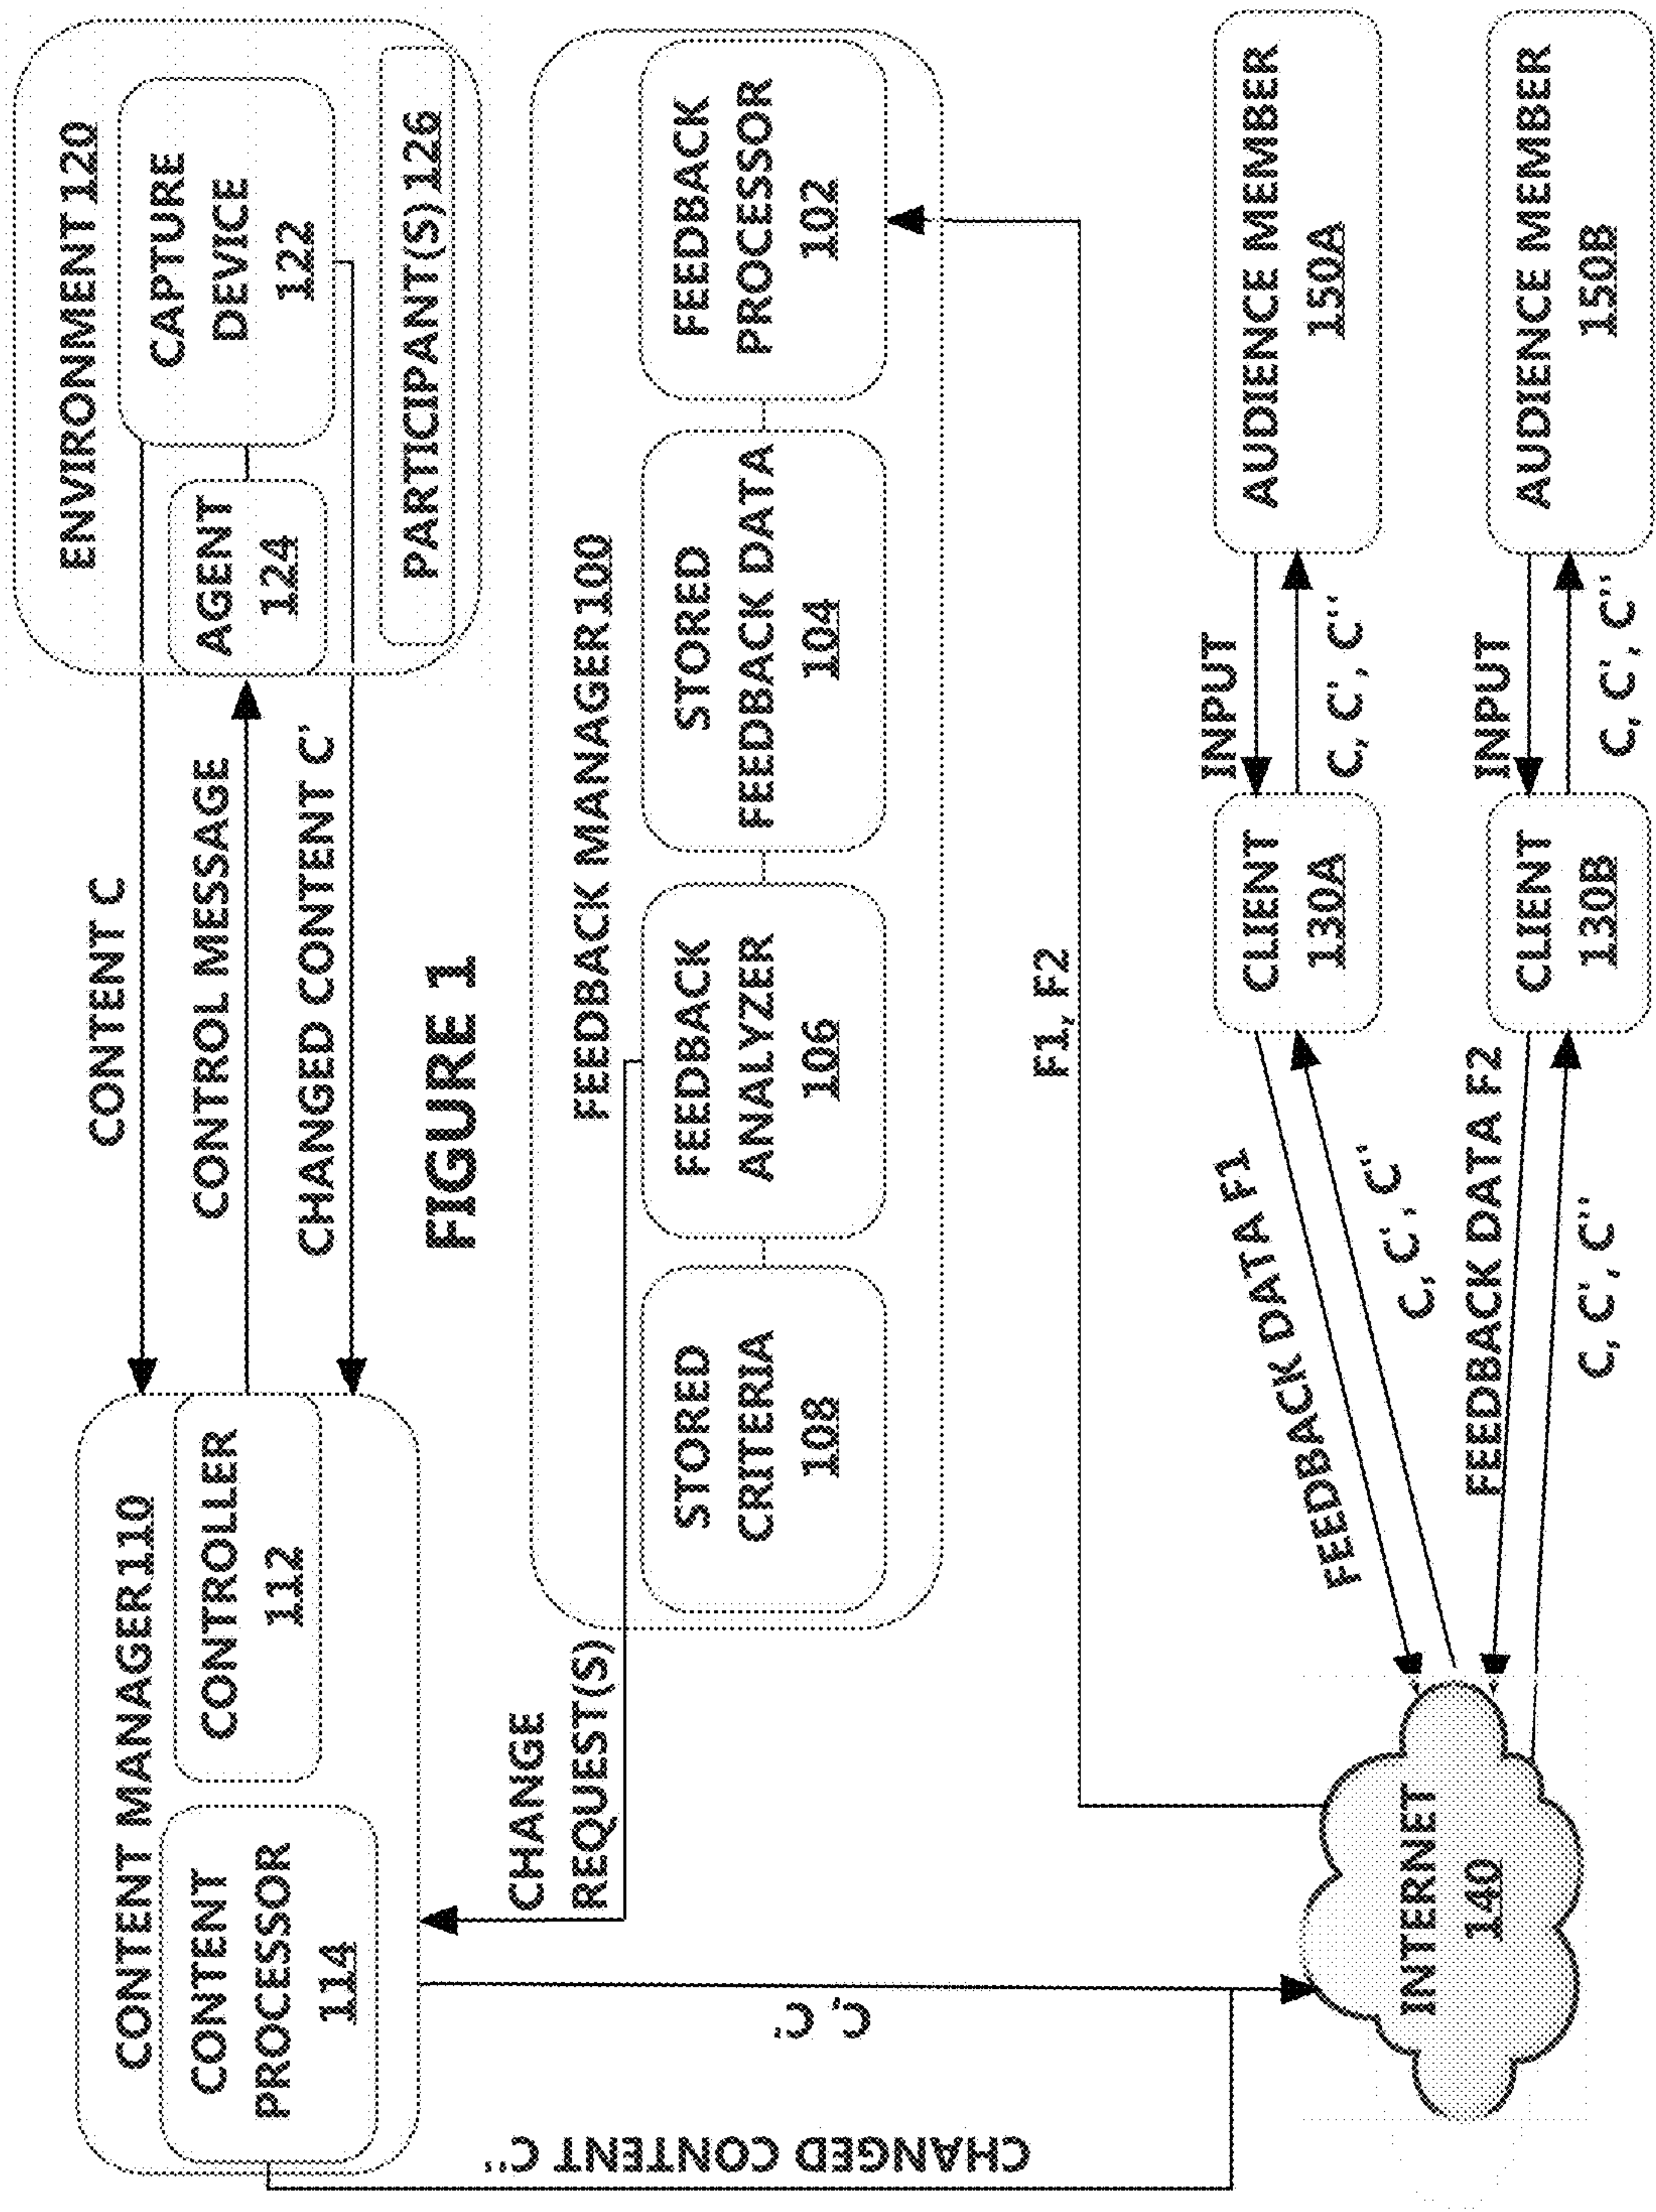 CONTENT MANAGER 110
CONTENT
PROCESSOR
114
CONTROLLER
112
CONTENT C
CONTROL MESSAGE
CHANGED CONTENT C'
ENVIRONMENT 120
AGENT
124
CAPTURE
DEVICE
122
PARTICIPANT(S) 126
FIGURE 1
CHANGE
REQUEST(S)
FEEDBACK MANAGER 100
STORED
CRITERIA
108
FEEDBACK
ANALYZER
106
STORED
FEEDBACK DATA
104
FEEDBACK
PROCESSOR
102
CHANGED CONTENT C''
C, C'
F1, F2
INTERNET
140
FEEDBACK DATA F1
C, C', C''
FEEDBACK DATA F2
C, C', C''
CLIENT
130A
INPUT
C, C', C''
AUDIENCE MEMBER
150A
CLIENT
130B
INPUT
C, C', C''
AUDIENCE MEMBER
150B